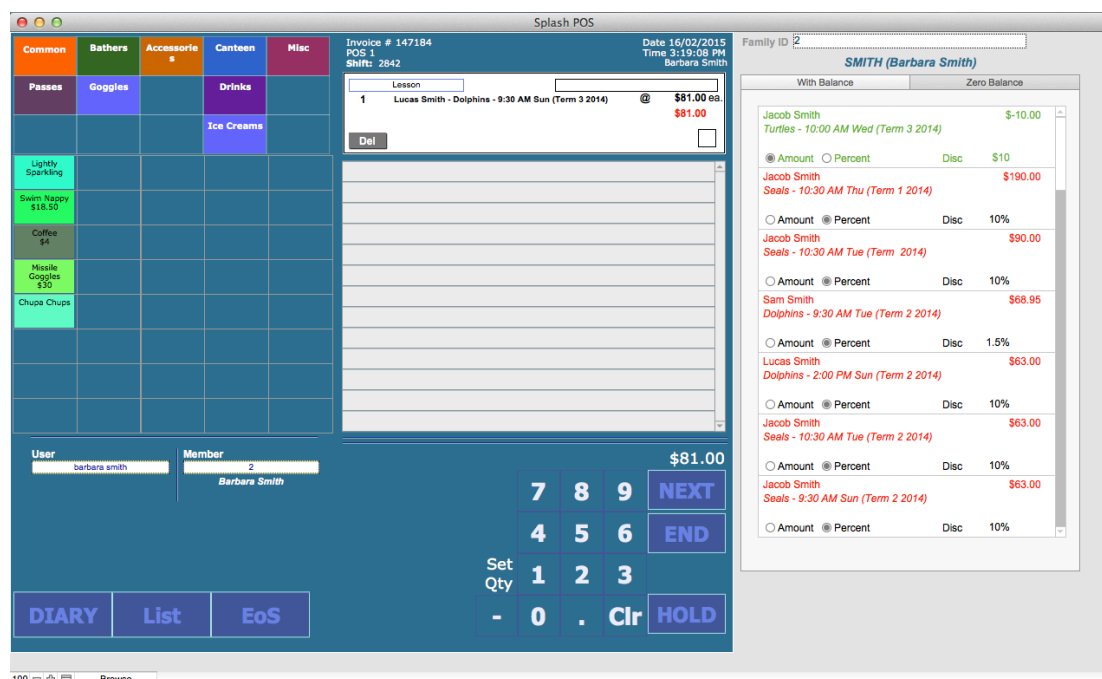 Splash POS
Common
Bathers
Accessorie
s
Canteen
Misc
Passes
Goggles
Drinks
Ice Creams
Lightly
Sparkling
Swim Nappy
$18.50
Coffee
$4
Missile
Goggles
$30
Chupa Chups
Invoice # 147184
POS 1
Shift: 2842
Date 16/02/2015
Time 3:19:08 PM
Barbara Smith
Lesson
1 Lucas Smith - Dolphins - 9:30 AM Sun (Term 3 2014) @ $81.00 ea.
$81.00
Del
User
barbara smith
Member
2
Barbara Smith
$81.00
7 8 9 NEXT
4 5 6 END
Set
Qty
1 2 3
- 0 . Clr HOLD
DIARY List EoS
Family ID 2
SMITH (Barbara Smith)
With Balance Zero Balance
Jacob Smith $-10.00
Turtles - 10:00 AM Wed (Term 3 2014)
Amount Percent Disc $10
Jacob Smith $190.00
Seals - 10:30 AM Thu (Term 1 2014)
Amount Percent Disc 10%
Jacob Smith $90.00
Seals - 10:30 AM Tue (Term 2014)
Amount Percent Disc 10%
Sam Smith $68.95
Dolphins - 9:30 AM Tue (Term 2 2014)
Amount Percent Disc 1.5%
Lucas Smith $63.00
Dolphins - 2:00 PM Sun (Term 2 2014)
Amount Percent Disc 10%
Jacob Smith $63.00
Seals - 10:30 AM Tue (Term 2 2014)
Amount Percent Disc 10%
Jacob Smith $63.00
Seals - 9:30 AM Sun (Term 2 2014)
Amount Percent Disc 10%
100 Browse